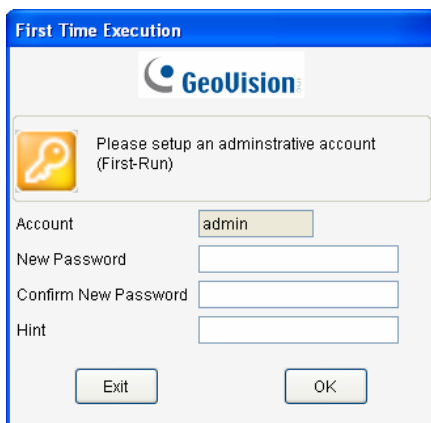 First Time Execution
GeoVision
Please setup an adminstrative account
(First-Run)
Account
admin
New Password
Confirm New Password
Hint
Exit
OK